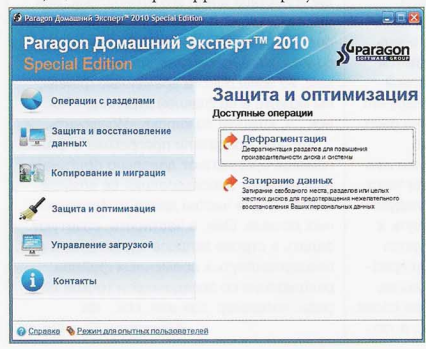 Paragon Домашний Эксперт™ 2010 Special Edition
Paragon Домашний Эксперт™ 2010
Special Edition
PARAGON
SOFTWARE GROUP
Операции с разделами
Защита и восстановление
данных
Копирование и миграция
Защита и оптимизация
Управление загрузкой
Контакты
Защита и оптимизация
Доступные операции
Дефрагментация
Дефрагментация разделов для повышения
производительности диска и системы
Затирание данных
Затирание свободного места, разделов или целых
жестких дисков для предотвращения нежелательного
восстановления Ваших персональных данных
Справка
Режим для опытных пользователей